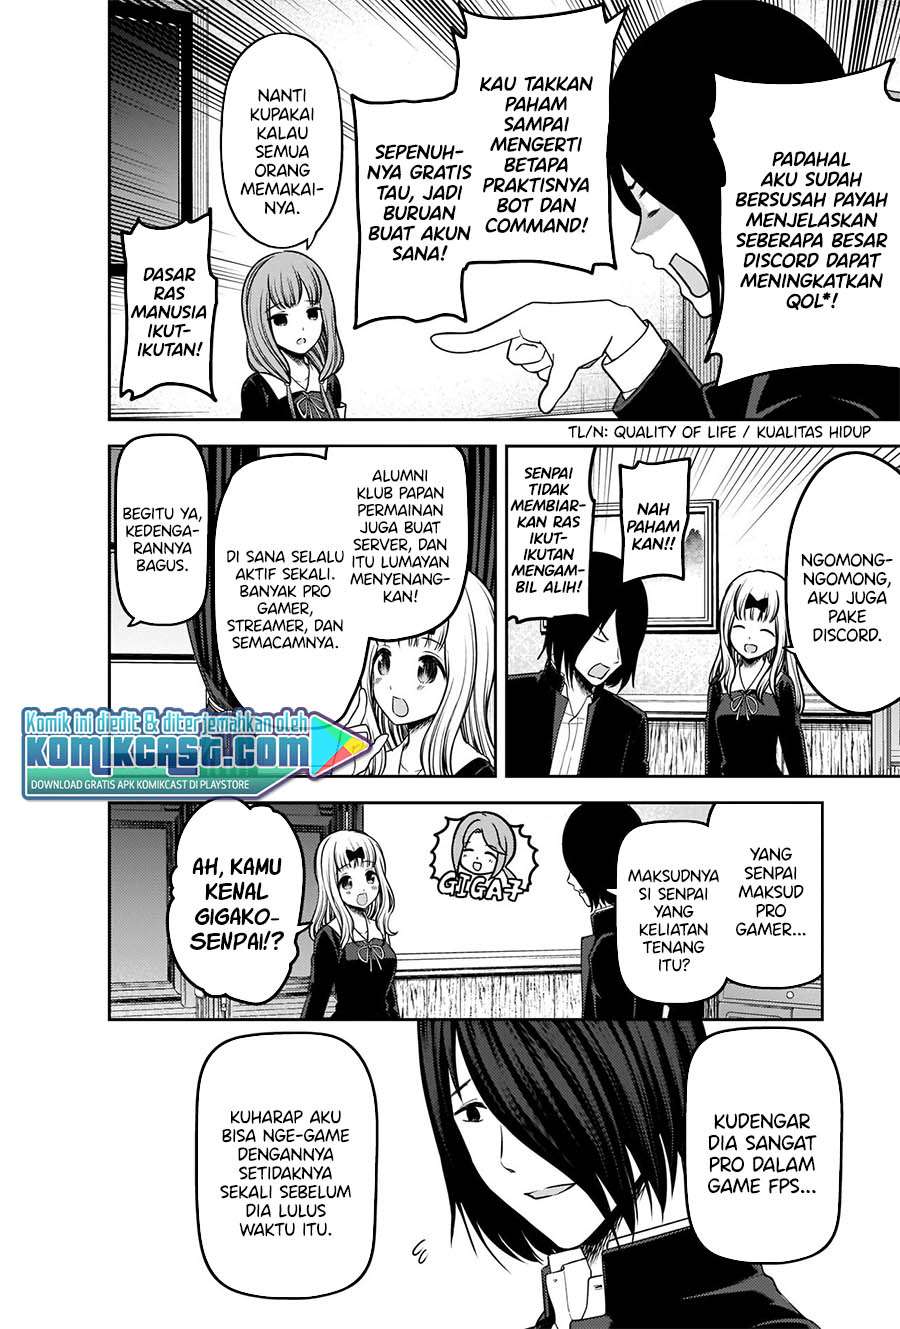 PADAHAL
AKU SUDAH
BERSUSAH PAYAH
MENJELASKAN
SEBERAPA BESAR
DISCORD DAPAT
MENINGKATKAN
QOL*!
KAU TAKKAN
PAHAM
SAMPAI
MENGERTI
BETAPA
PRAKTISNYA
BOT DAN
COMMAND!
SEPENUH-
NYA GRATIS
TAU, JADI
BURUAN
BUAT AKUN
SANA!
NANTI
KUPAKAI
KALAU
SEMUA
ORANG
MEMAKAI-
NYA.
DASAR
RAS
MANUSIA
IKUT-
IKUTAN!
TL/N: QUALITY OF LIFE / KUALITAS HIDUP
NGOMONG-
NGOMONG,
AKU JUGA
PAKE
DISCORD.
NAH
PAHAM
KAN!!
SENPAI
TIDAK
MEMBIAR-
KAN RAS
IKUT-
IKUTAN
MENGAM-
BIL ALIH!
ALUMNI
KLUB PAPAN
PERMAINAN
JUGA BUAT
SERVER, DAN
ITU LUMAYAN
MENYENANG-
KAN!
DI SANA SELALU
AKTIF SEKALI.
BANYAK PRO
GAMER,
STREAMER, DAN
SEMACAMNYA.
BEGITU YA,
KEDENGA-
RANNYA
BAGUS.
Komik ini diedit & diterjemahkan oleh
KOMIKCAST.COM
DOWNLOAD GRATIS APK KOMIKCAST DI PLAYSTORE
YANG
SENPAI
MAKSUD
PRO
GAMER...
MAKSUDNYA
SI SENPAI
YANG
KELIATAN
TENANG
ITU?
GIGA-7
AH, KAMU
KENAL
GIGAKO-
SENPAI!?
KUDENGAR
DIA SANGAT
PRO DALAM
GAME FPS...
KUHARAP AKU
BISA NGE-GAME
DENGANNYA
SETIDAKNYA
SEKALI SEBELUM
DIA LULUS
WAKTU ITU.